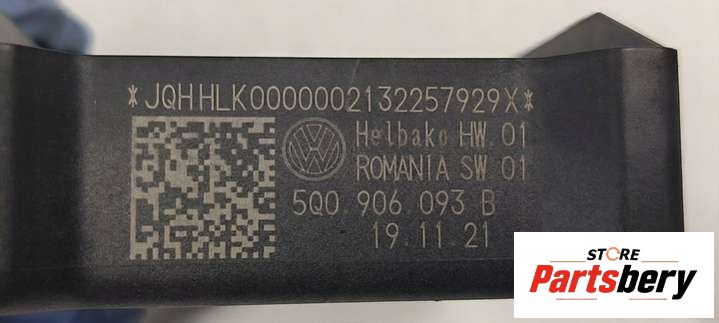 *JQHHLK0000002132257929X*
Helbako HW.01
ROMANIA SW.01
5Q0.906.093 B
19.11.21
STORE
Partsbery